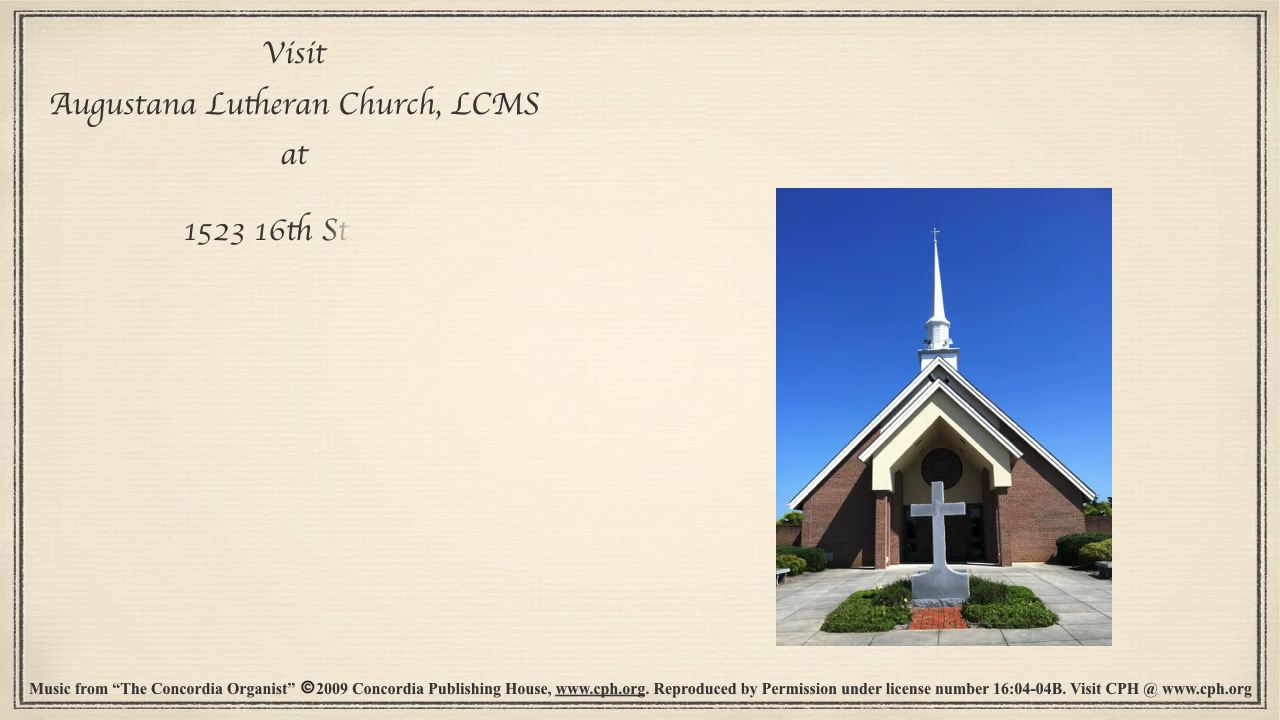 Visit
Augustana Lutheran Church, LCMS
at
1523 16th St
Music from “The Concordia Organist” ©2009 Concordia Publishing House, www.cph.org. Reproduced by Permission under license number 16:04-04B. Visit CPH @ www.cph.org